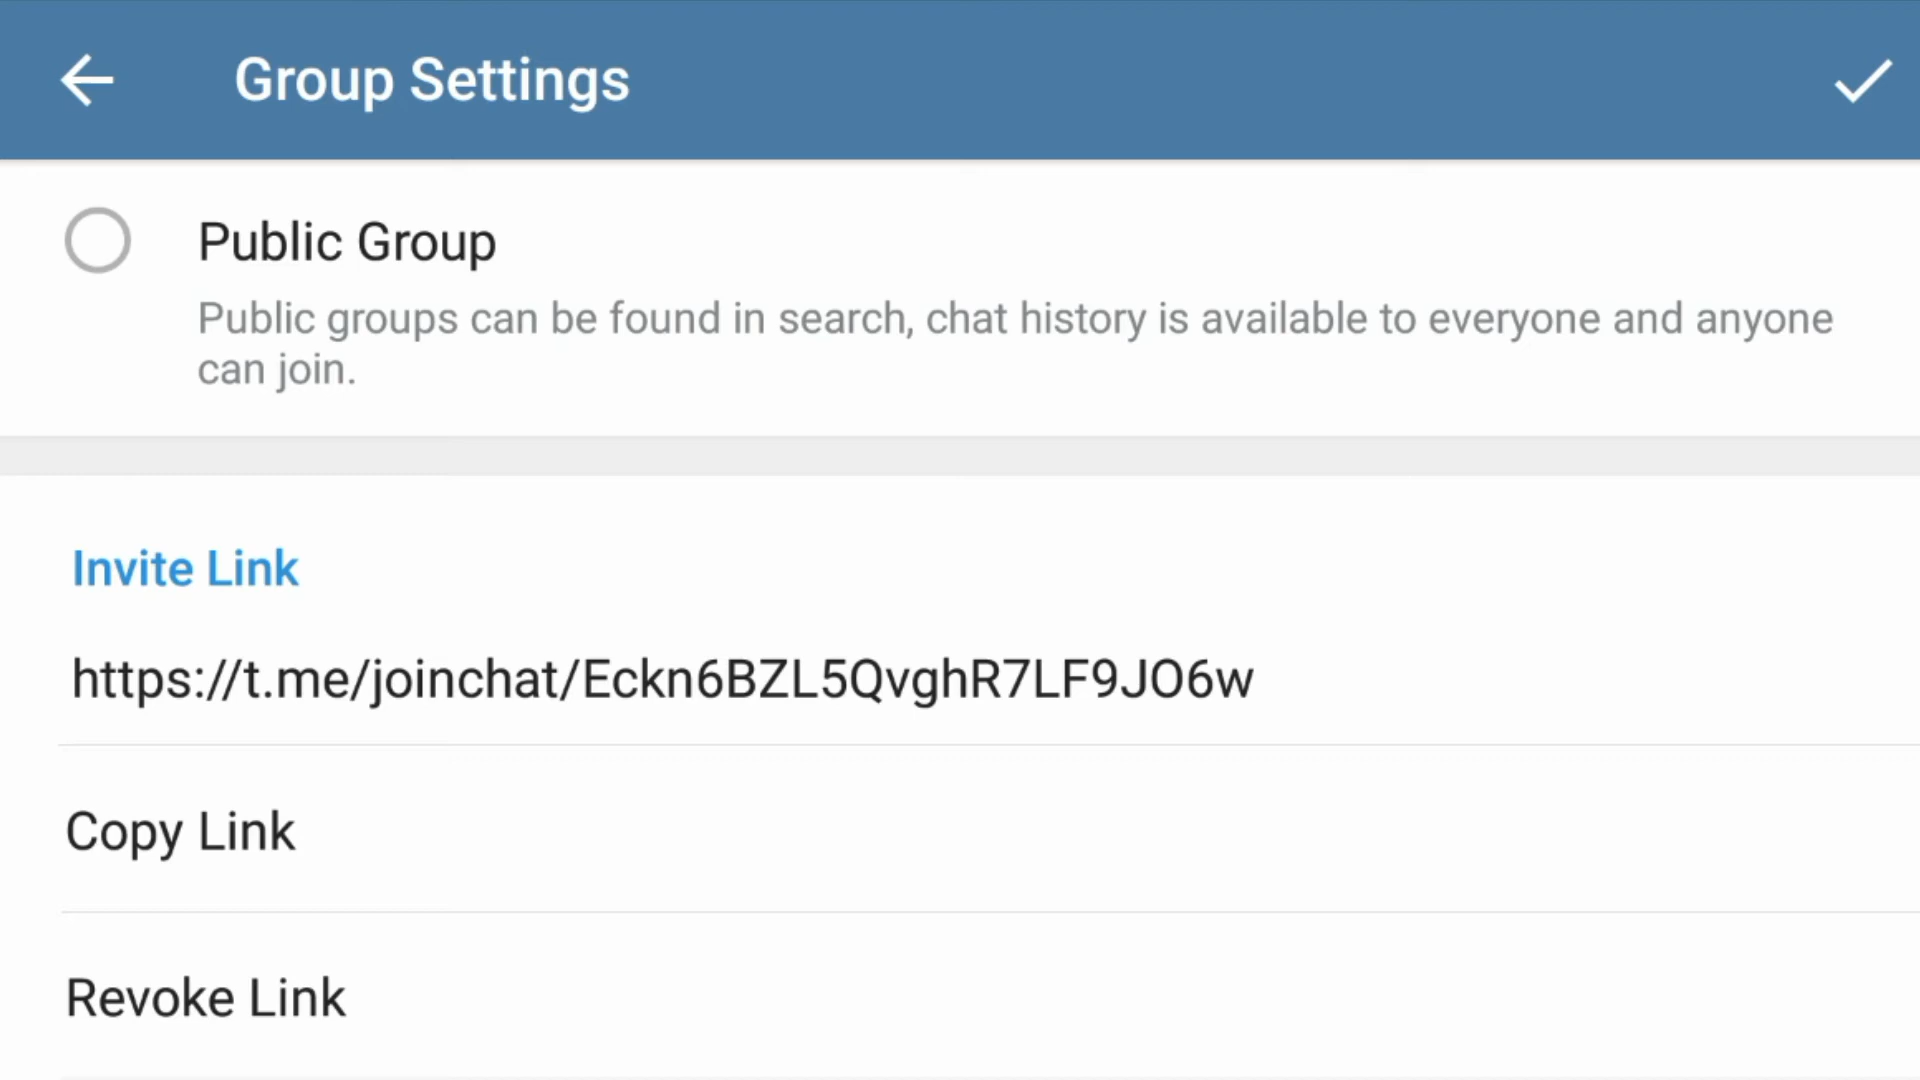 Group Settings
Public Group
Public groups can be found in search, chat history is available to everyone and anyone
can join.
Invite Link
https://t.me/joinchat/Eckn6BZL5QvghR7LF9JO6w
Copy Link
Revoke Link